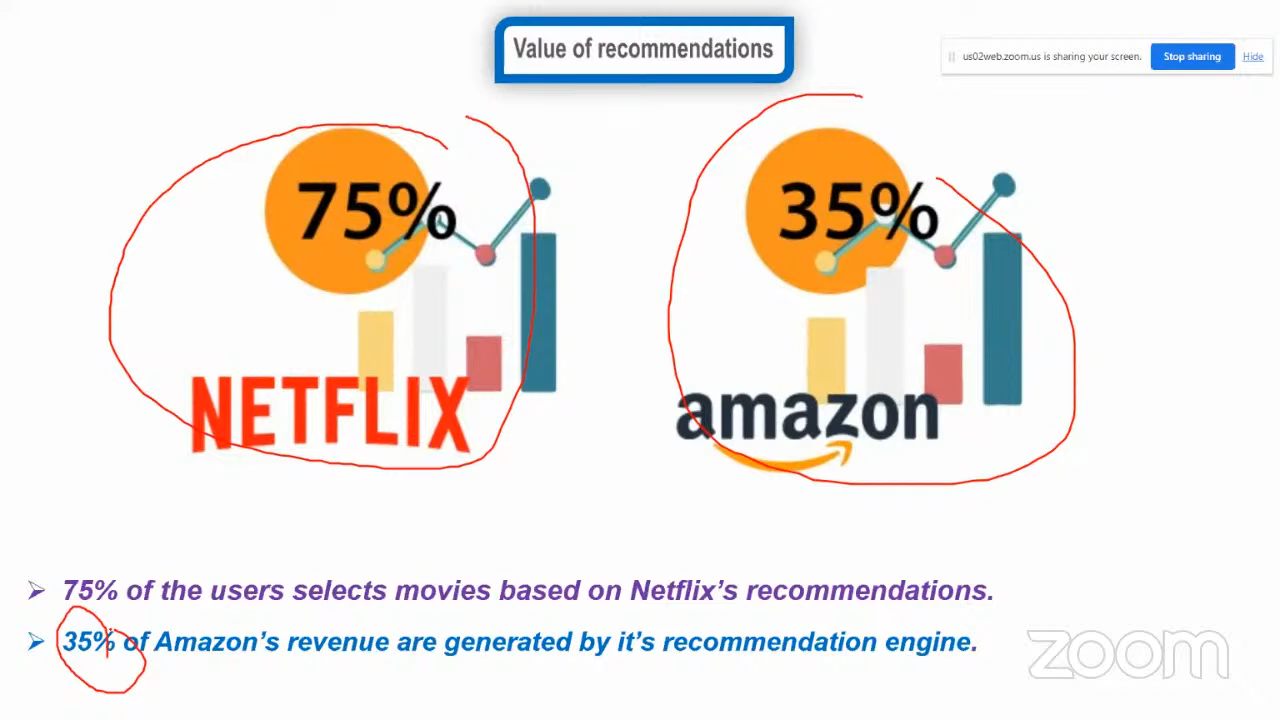 Value of recommendations
us02web.zoom.us is sharing your screen. Stop sharing Hide
75%
35%
NETFLIX
amazon
75% of the users selects movies based on Netflix's recommendations.
35% of Amazon's revenue are generated by it's recommendation engine.
zoom